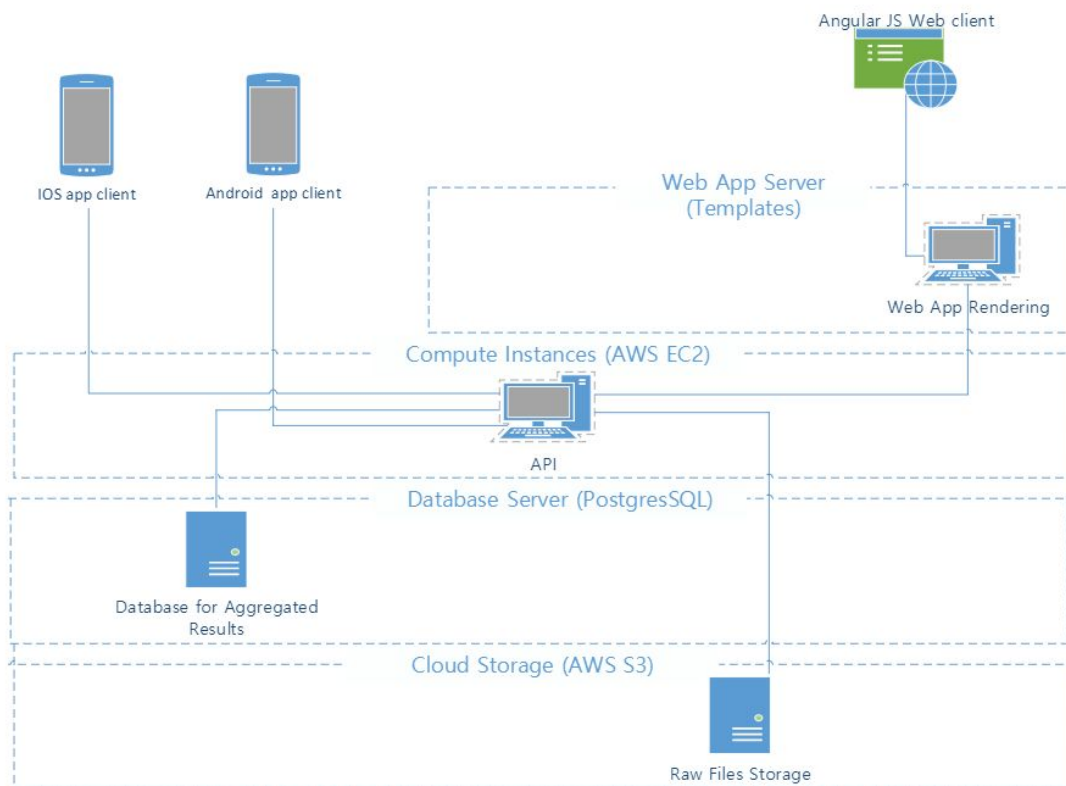 Angular JS Web client
IOS app client
Android app client
Web App Server
(Templates)
Web App Rendering
Compute Instances (AWS EC2)
API
Database Server (PostgresSQL)
Database for Aggregated
Results
Cloud Storage (AWS S3)
Raw Files Storage